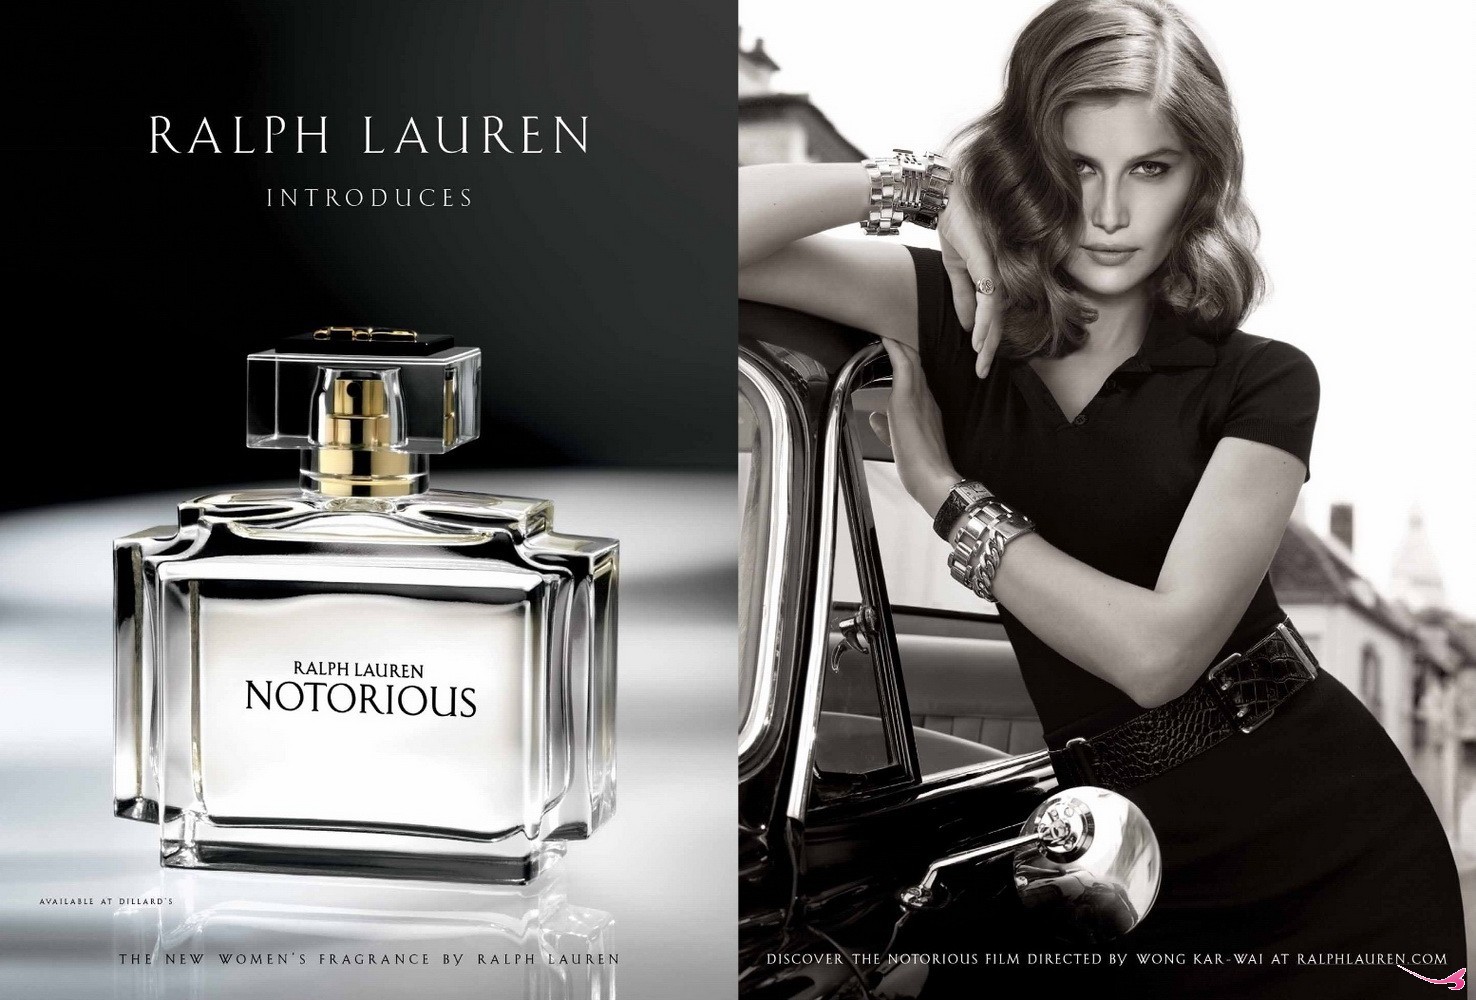 RALPH LAUREN
INTRODUCES
RALPH LAUREN
NOTORIOUS
AVAILABLE AT DILLARD'S
THE NEW WOMEN'S FRAGRANCE BY RALPH LAUREN
DISCOVER THE NOTORIOUS FILM DIRECTED BY WONG KAR-WAI AT RALPHLAUREN.COM